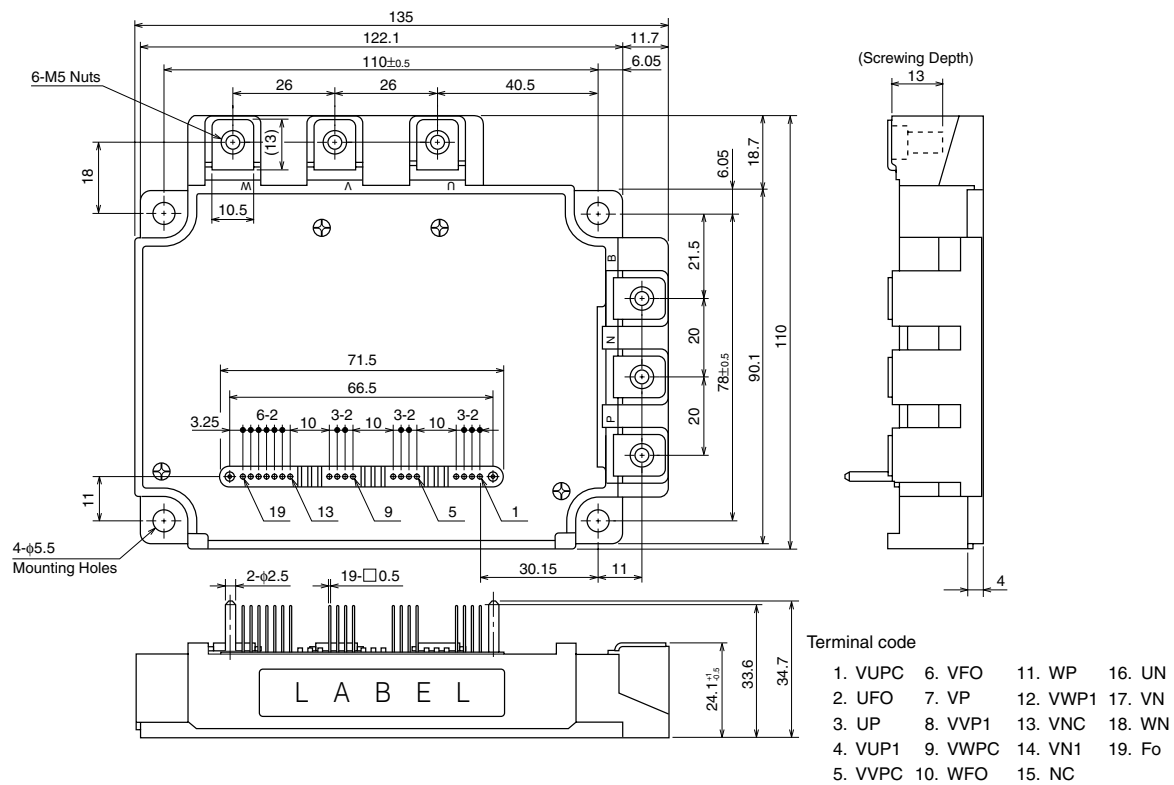 135
122.1 11.7
110±0.5 6.05
(Screwing Depth)
13
6-M5 Nuts
26 26 40.5
(13)
18
10.5
W V U
6.05 18.7
B
21.5
N
20
P
20
78±0.5
90.1
110
71.5
66.5
3.25 6-2 10 3-2 10 3-2 10 3-2
11
19 13 9 5 1
4-φ5.5
Mounting Holes
30.15 11
4
2-φ2.5 19-□0.5
LABEL
24.1 +1 -0.5
33.6
34.7
Terminal code
1. VUPC 6. VFO 11. WP 16. UN
2. UFO 7. VP 12. VWP1 17. VN
3. UP 8. VVP1 13. VNC 18. WN
4. VUP1 9. VWPC 14. VN1 19. Fo
5. VVPC 10. WFO 15. NC